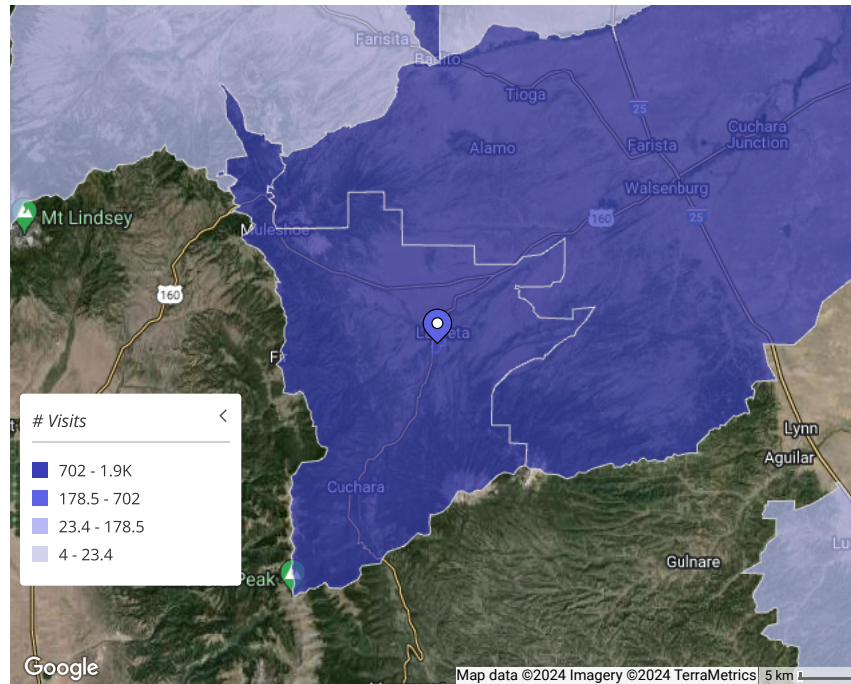 Farisita
Badito
Tioga
25
Cuchara
Junction
Alamo
Farista
Walsenburg
Mt Lindsey
160
25
Muleshoe
160
# Visits
702 - 1.9K
178.5 - 702
23.4 - 178.5
4 - 23.4
Lynn
Aguilar
Cuchara
Gulnare
Peak
Google
Map data ©2024 Imagery ©2024 TerraMetrics
5 km